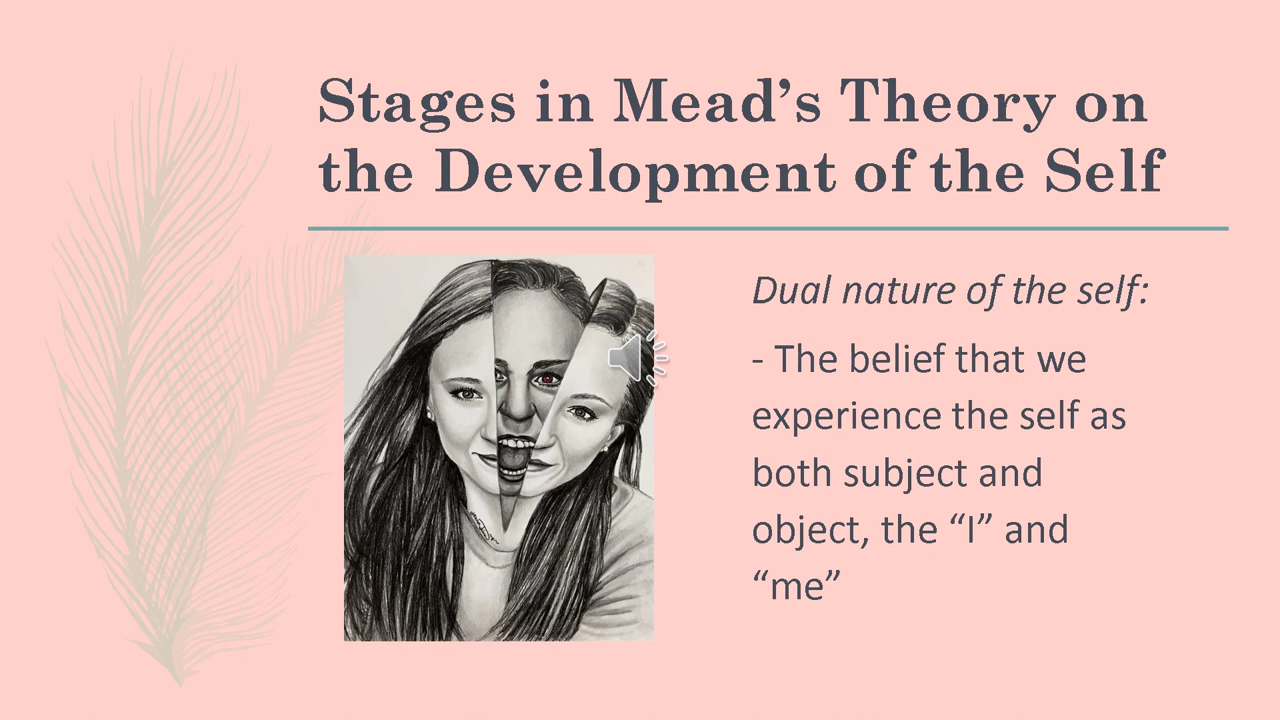 Stages in Mead’s Theory on
the Development of the Self
Dual nature of the self:
- The belief that we
experience the self as
both subject and
object, the “I” and
“me”